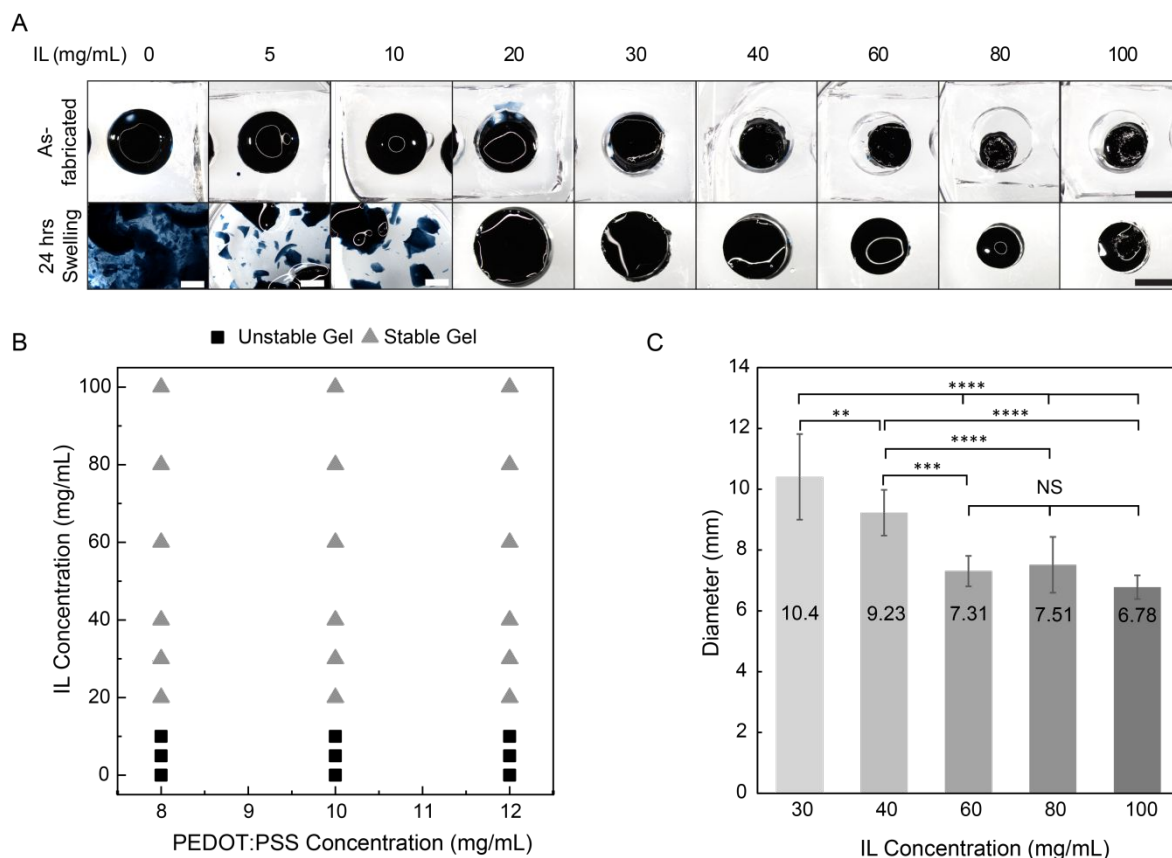 A
IL (mg/mL) 0 5 10 20 30 40 60 80 100
As-
fabricated
24 hrs
Swelling
B
■ Unstable Gel ▲ Stable Gel
100
80
60
40
20
0
IL Concentration (mg/mL)
8 9 10 11 12
PEDOT:PSS Concentration (mg/mL)
C
14
12
10
8
6
4
2
0
Diameter (mm)
****
** ****
****
***
NS
10.4 9.23 7.31 7.51 6.78
30 40 60 80 100
IL Concentration (mg/mL)